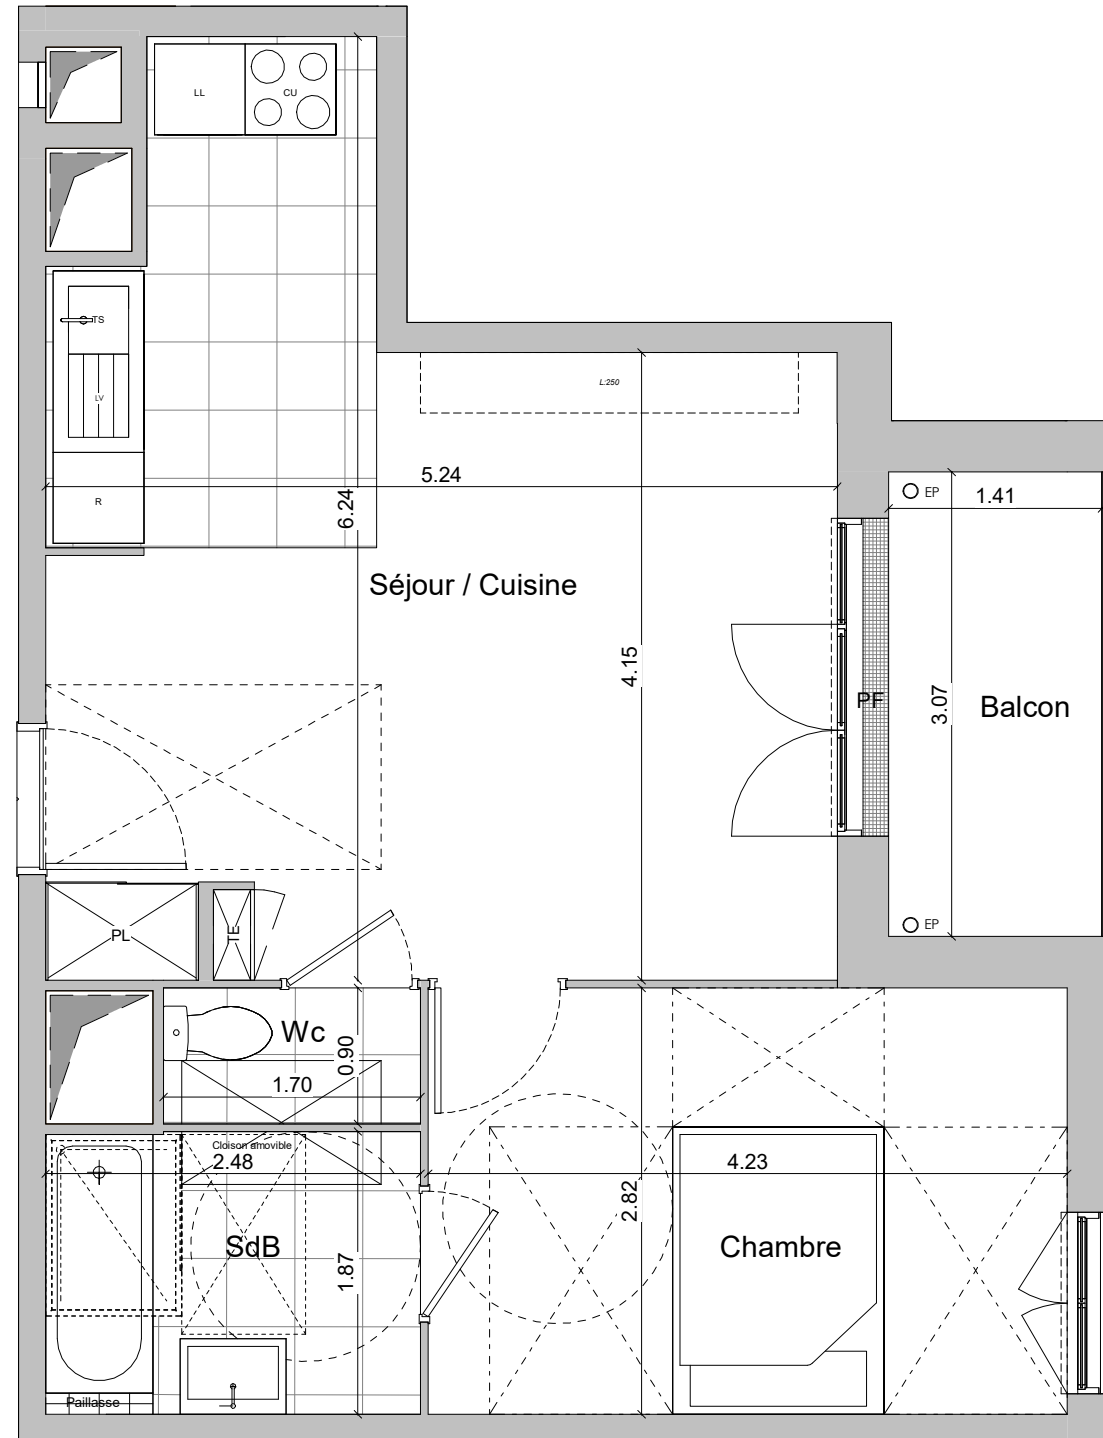 LL
CU
TS
LV
R
L:250
5.24
6.24
EP
1.41
Séjour / Cuisine
4.15
PF
3.07
Balcon
EP
PL
TE
Wc
0.90
1.70
Cloison amovible
2.48
4.23
2.82
SdB
Chambre
1.87
Paillasse